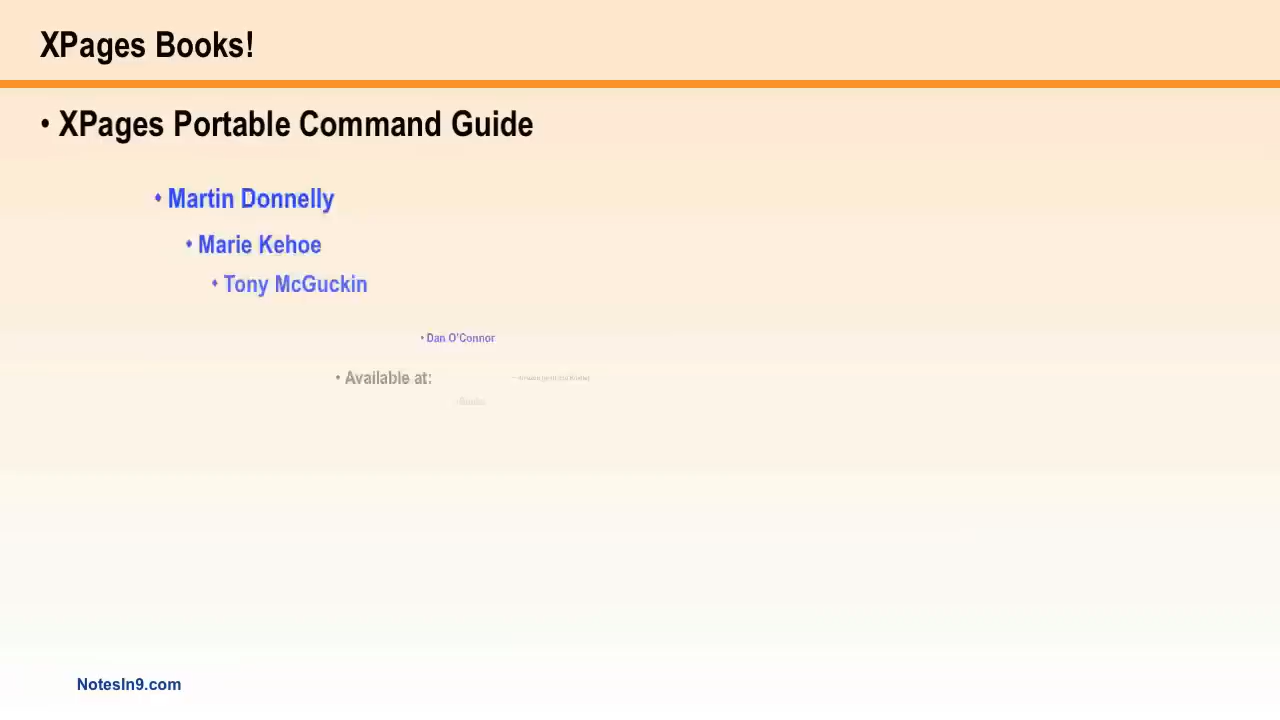 XPages Books!
• XPages Portable Command Guide
♦ Martin Donnelly
♦ Marie Kehoe
♦ Tony McGuckin
• Dan O'Connor
• Available at:
NotesIn9.com